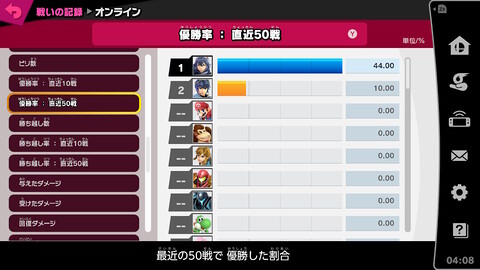 戦いの記録 ▶ オンライン
優勝率 : 直近50戦
Y
単位/%
ビリ数
優勝率 : 直近10戦
優勝率 : 直近50戦
勝ち越し数
勝ち越し率 : 直近10戦
勝ち越し率 : 直近50戦
与えたダメージ
受けたダメージ
回復ダメージ
1 44.00
2 10.00
-- 0.00
-- 0.00
-- 0.00
-- 0.00
-- 0.00
-- 0.00
最近の50戦で 優勝した割合
04:08